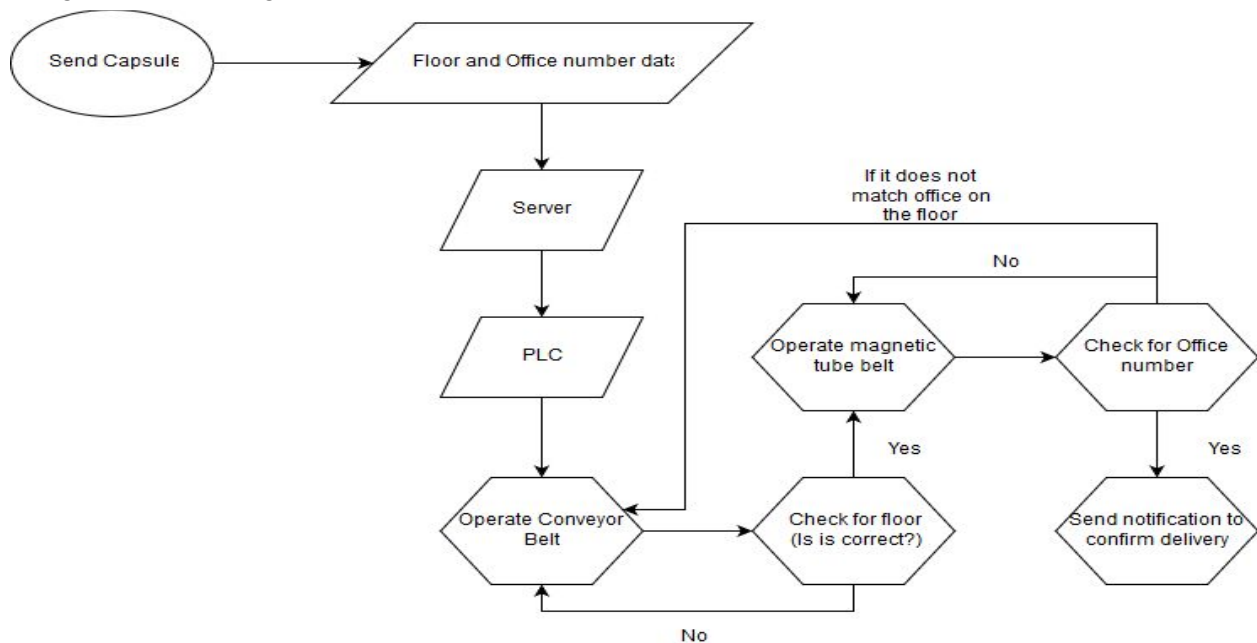 Send Capsule
Floor and Office number data
Server
If it does not
match office on
the floor
No
PLC
Operate magnetic
tube belt
Check for Office
number
Yes
Yes
Operate Conveyor
Belt
Check for floor
(Is is correct?)
Send notification to
confirm delivery
No